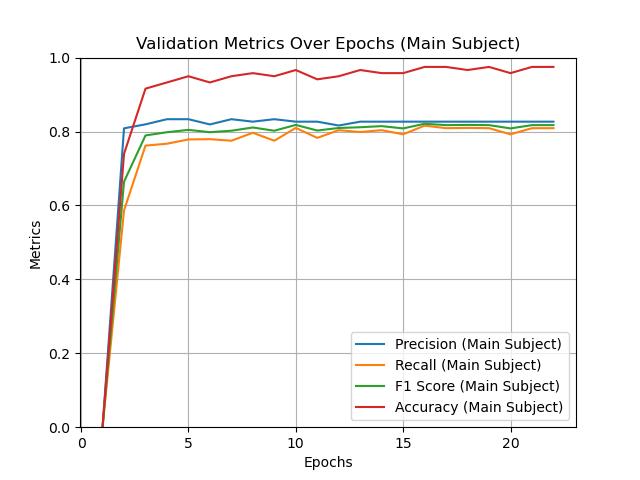 Validation Metrics Over Epochs (Main Subject)
1.0
0.8
0.6
0.4
0.2
0.0
Metrics
Precision (Main Subject)
Recall (Main Subject)
F1 Score (Main Subject)
Accuracy (Main Subject)
0 5 10 15 20
Epochs